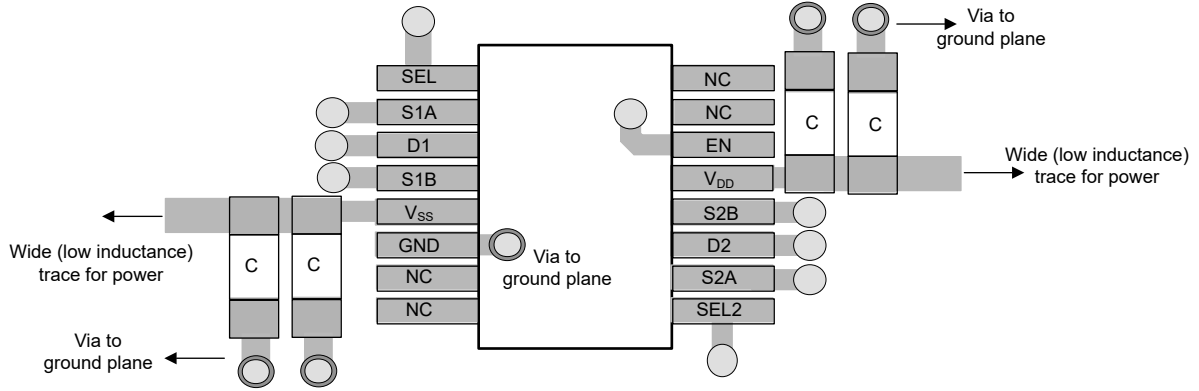 SEL
S1A
D1
S1B
VSS
GND
NC
NC
NC
NC
EN
VDD
S2B
D2
S2A
SEL2
C
C
C
C
Via to
ground plane
Wide (low inductance)
trace for power
Via to
ground plane
Wide (low inductance)
trace for power
Via to
ground plane